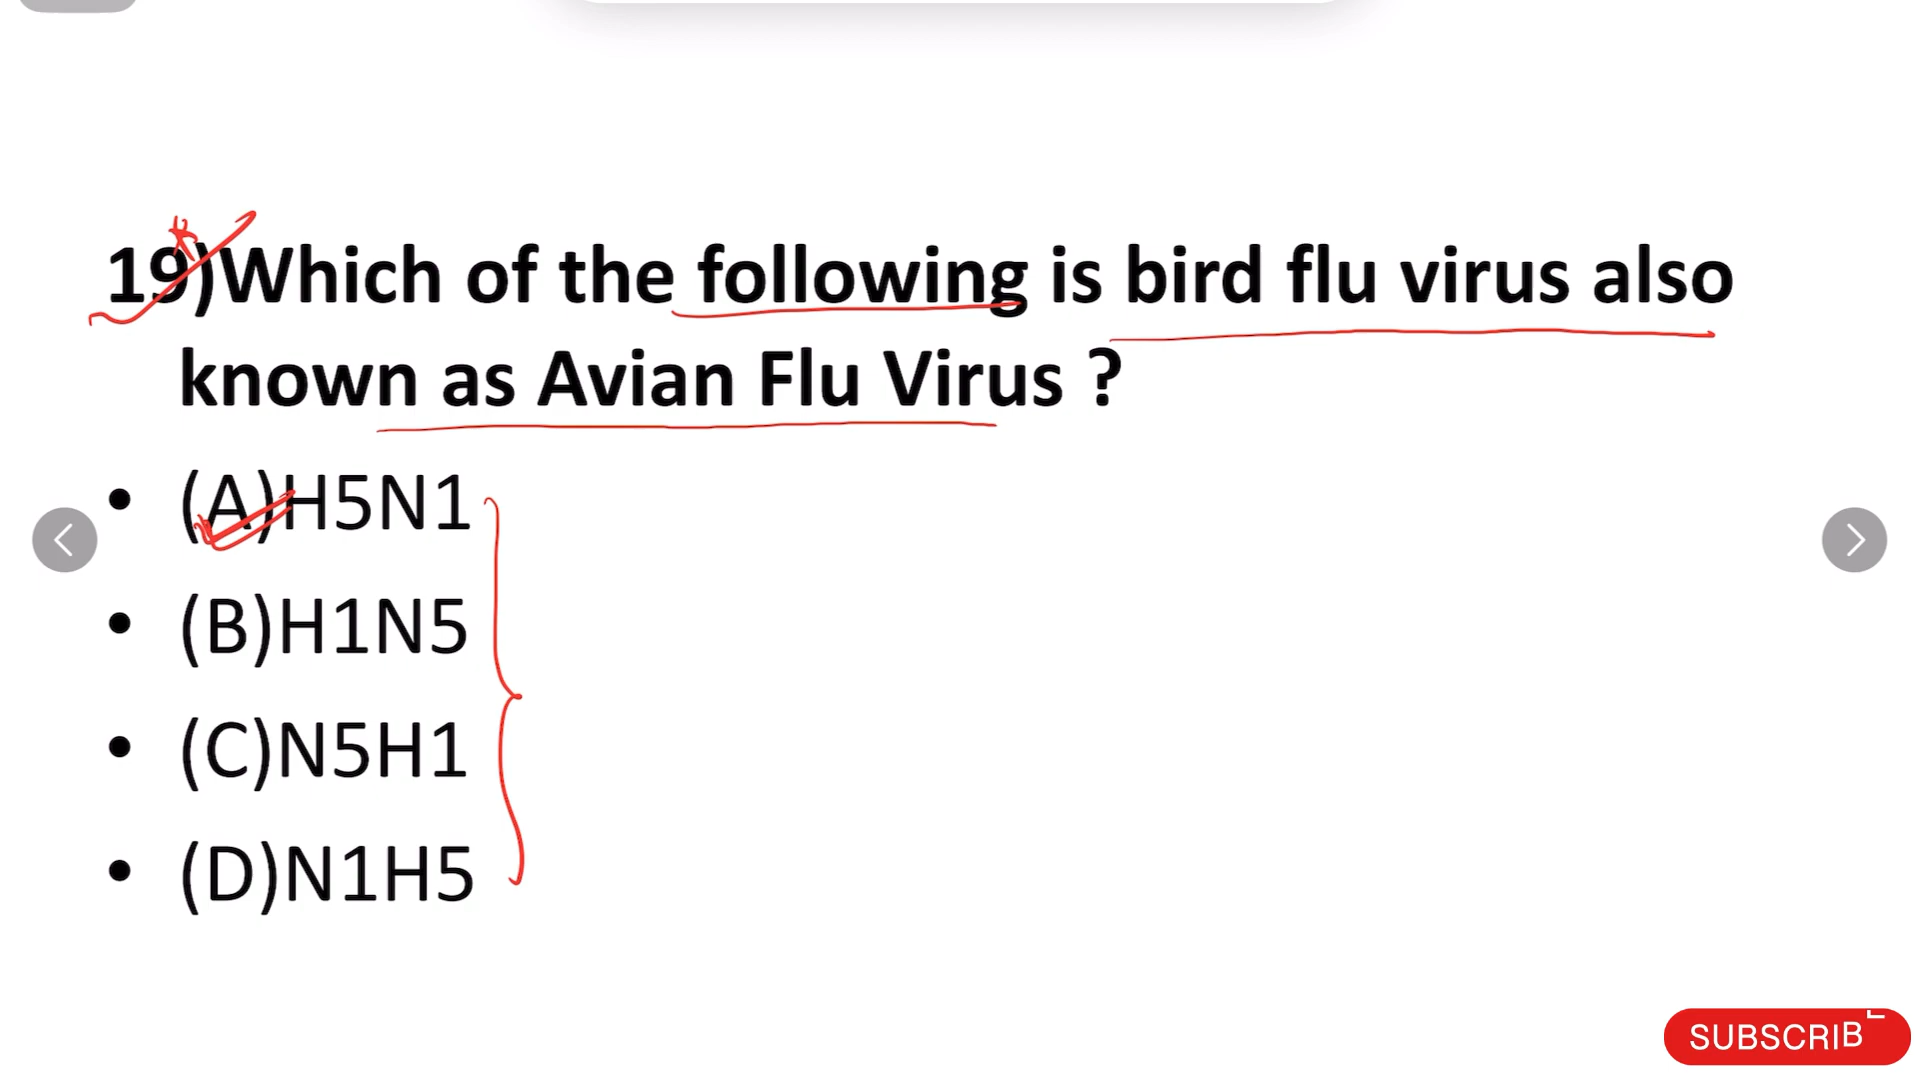 19)Which of the following is bird flu virus also
known as Avian Flu Virus ?
• (A)H5N1
• (B)H1N5
• (C)N5H1
• (D)N1H5
SUBSCRIB